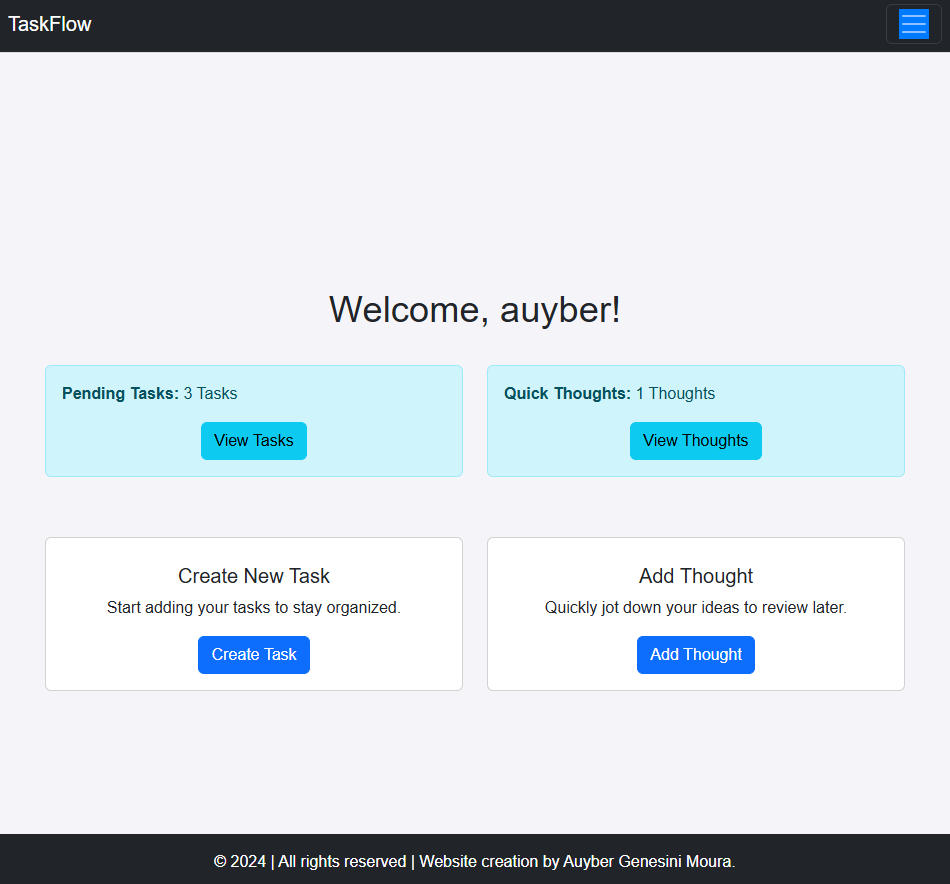 TaskFlow
Welcome, auyber!
Pending Tasks: 3 Tasks
View Tasks
Quick Thoughts: 1 Thoughts
View Thoughts
Create New Task
Start adding your tasks to stay organized.
Create Task
Add Thought
Quickly jot down your ideas to review later.
Add Thought
© 2024 | All rights reserved | Website creation by Auyber Genesini Moura.